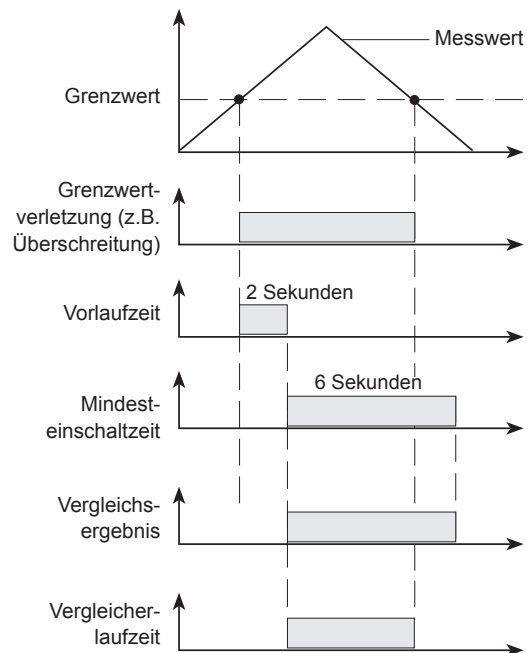 Messwert
Grenzwert
Grenzwert-
verletzung (z.B.
Überschreitung)
2 Sekunden
Vorlaufzeit
6 Sekunden
Mindest-
einschaltzeit
Vergleichs-
ergebnis
Vergleicher-
laufzeit